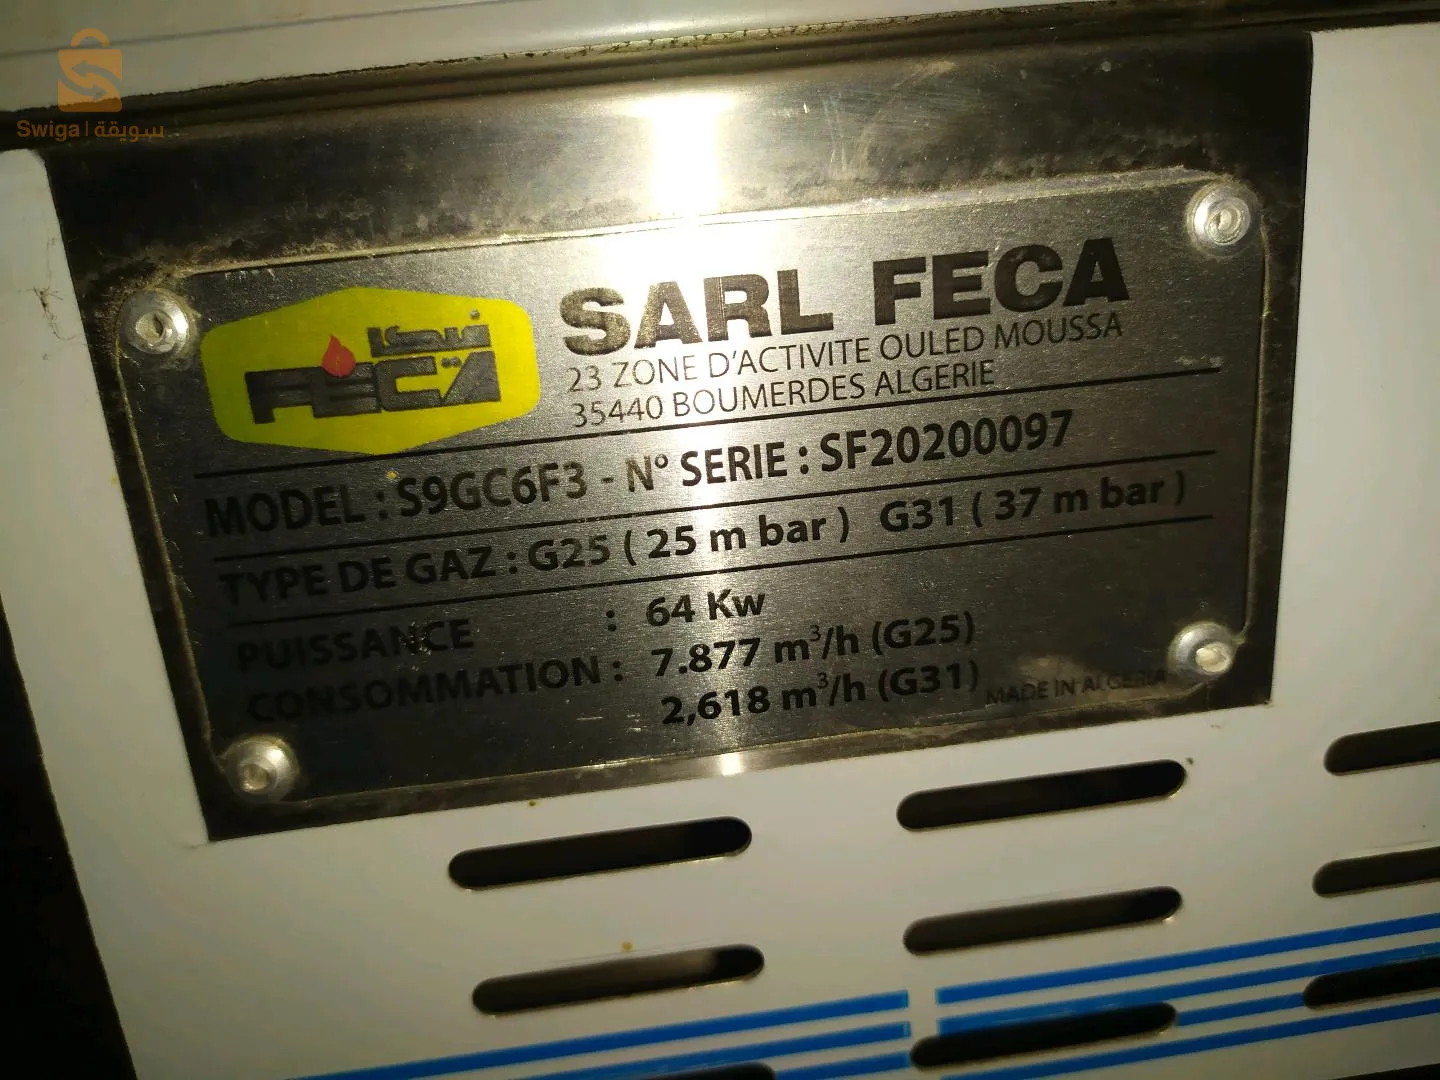 Swiga | سويقة
فيكا
FECA
SARL FECA
23 ZONE D'ACTIVITE OULED MOUSSA
35440 BOUMERDES ALGERIE
MODEL : S9GC6F3 - N° SERIE : SF20200097
TYPE DE GAZ : G25 ( 25 m bar ) G31 ( 37 m bar )
PUISSANCE : 64 Kw
CONSOMMATION : 7.877 m³/h (G25)
2,618 m³/h (G31)
MADE IN ALGERIA